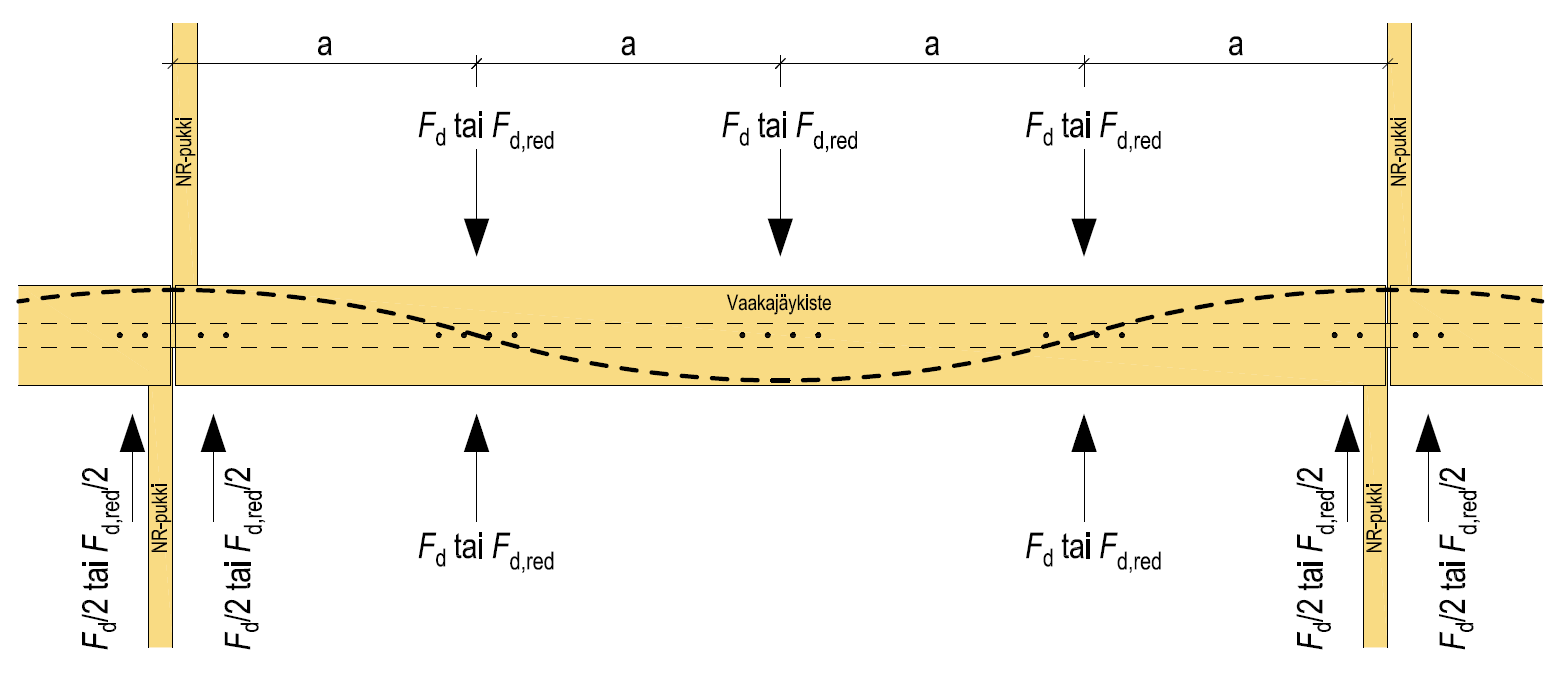 a a a a
F_d tai F_d,red F_d tai F_d,red F_d tai F_d,red
NR-pukki
NR-pukki
Vaakajäykiste
F_d/2 tai F_d,red/2
NR-pukki
F_d/2 tai F_d,red/2
F_d tai F_d,red
F_d tai F_d,red
F_d/2 tai F_d,red/2
NR-pukki
F_d/2 tai F_d,red/2